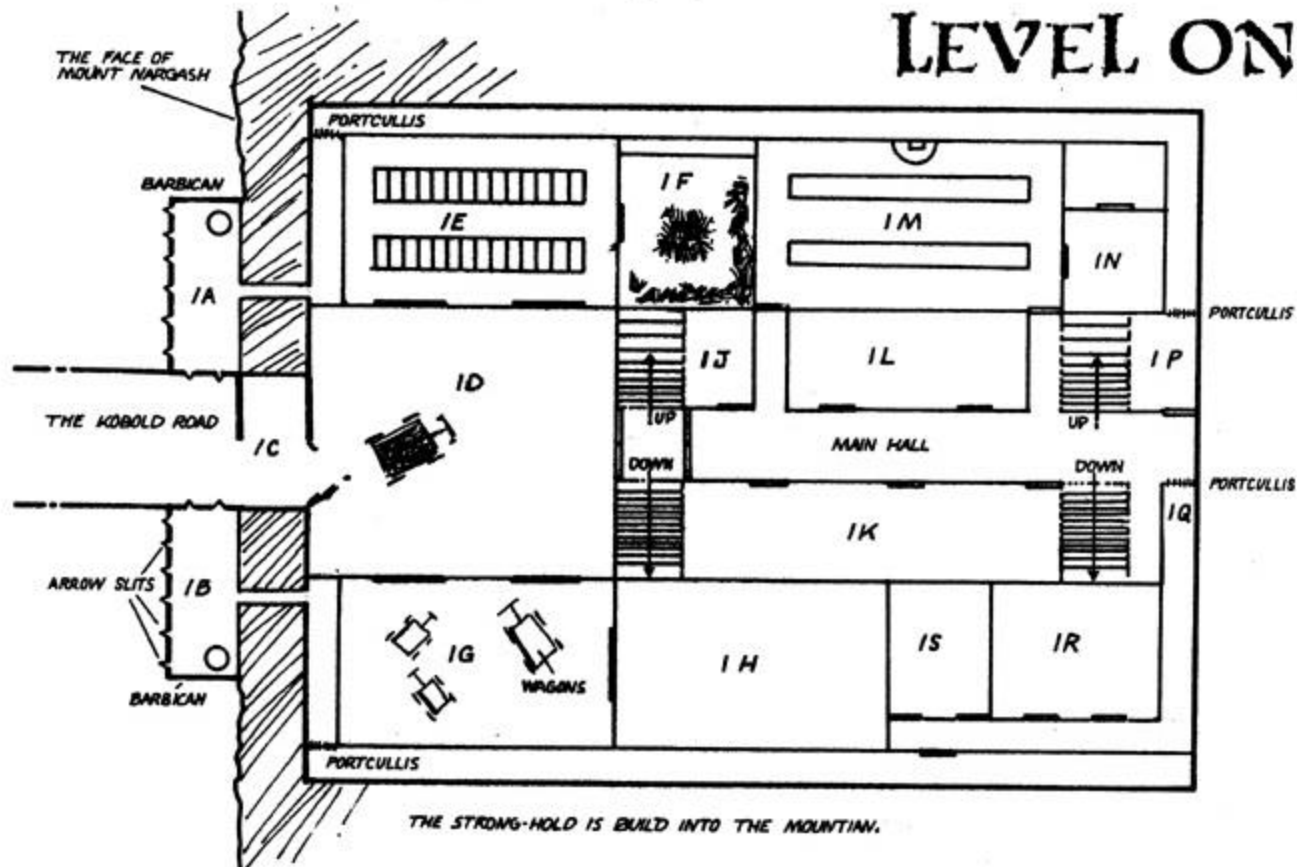 LEVEL ON
THE FACE OF
MOUNT NARGASH
PORTCULLIS
BARBICAN
1A
1E
1F
1M
1N
PORTCULLIS
1D
1J
1L
1P
THE KOBOLD ROAD
1C
UP
MAIN HALL
UP
DOWN
DOWN
PORTCULLIS
1Q
1K
ARROW SLITS
1B
1G
WAGONS
1H
1S
1R
BARBICAN
PORTCULLIS
THE STRONG-HOLD IS BUILD INTO THE MOUNTIAN.